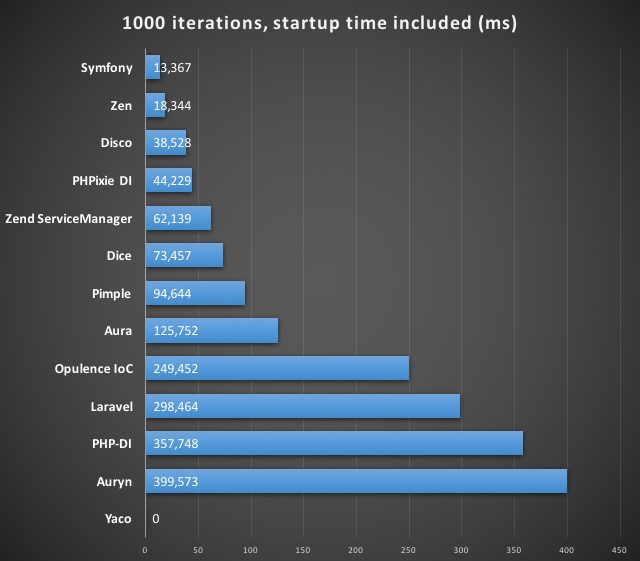 1000 iterations, startup time included (ms)
Symfony 13,367
Zen 18,344
Disco 38,528
PHPixie DI 44,229
Zend ServiceManager 62,139
Dice 73,457
Pimple 94,644
Aura 125,752
Opulence IoC 249,452
Laravel 298,464
PHP-DI 357,748
Auryn 399,573
Yaco 0
0 50 100 150 200 250 300 350 400 450